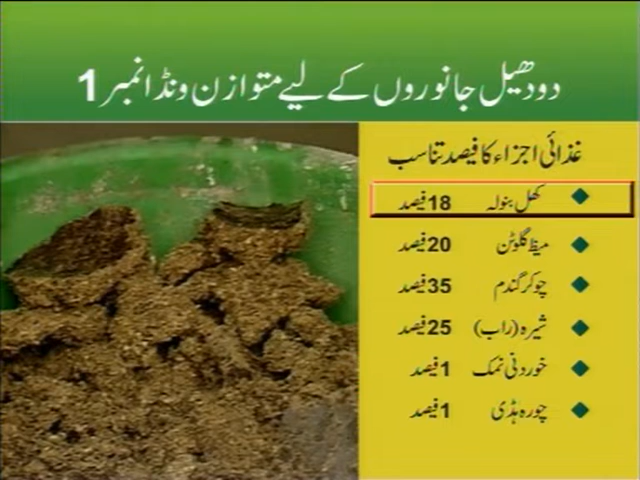 دودھیل جانوروں کے لیے متوازن ونڈا نمبر 1
غذائی اجزاء کا فیصد تناسب
کھل بنولہ 18 فیصد
میظ گلوٹن 20 فیصد
چوکر گندم 35 فیصد
شیرہ (راب) 25 فیصد
خوردنی نمک 1 فیصد
چورہ ہڈی 1 فیصد